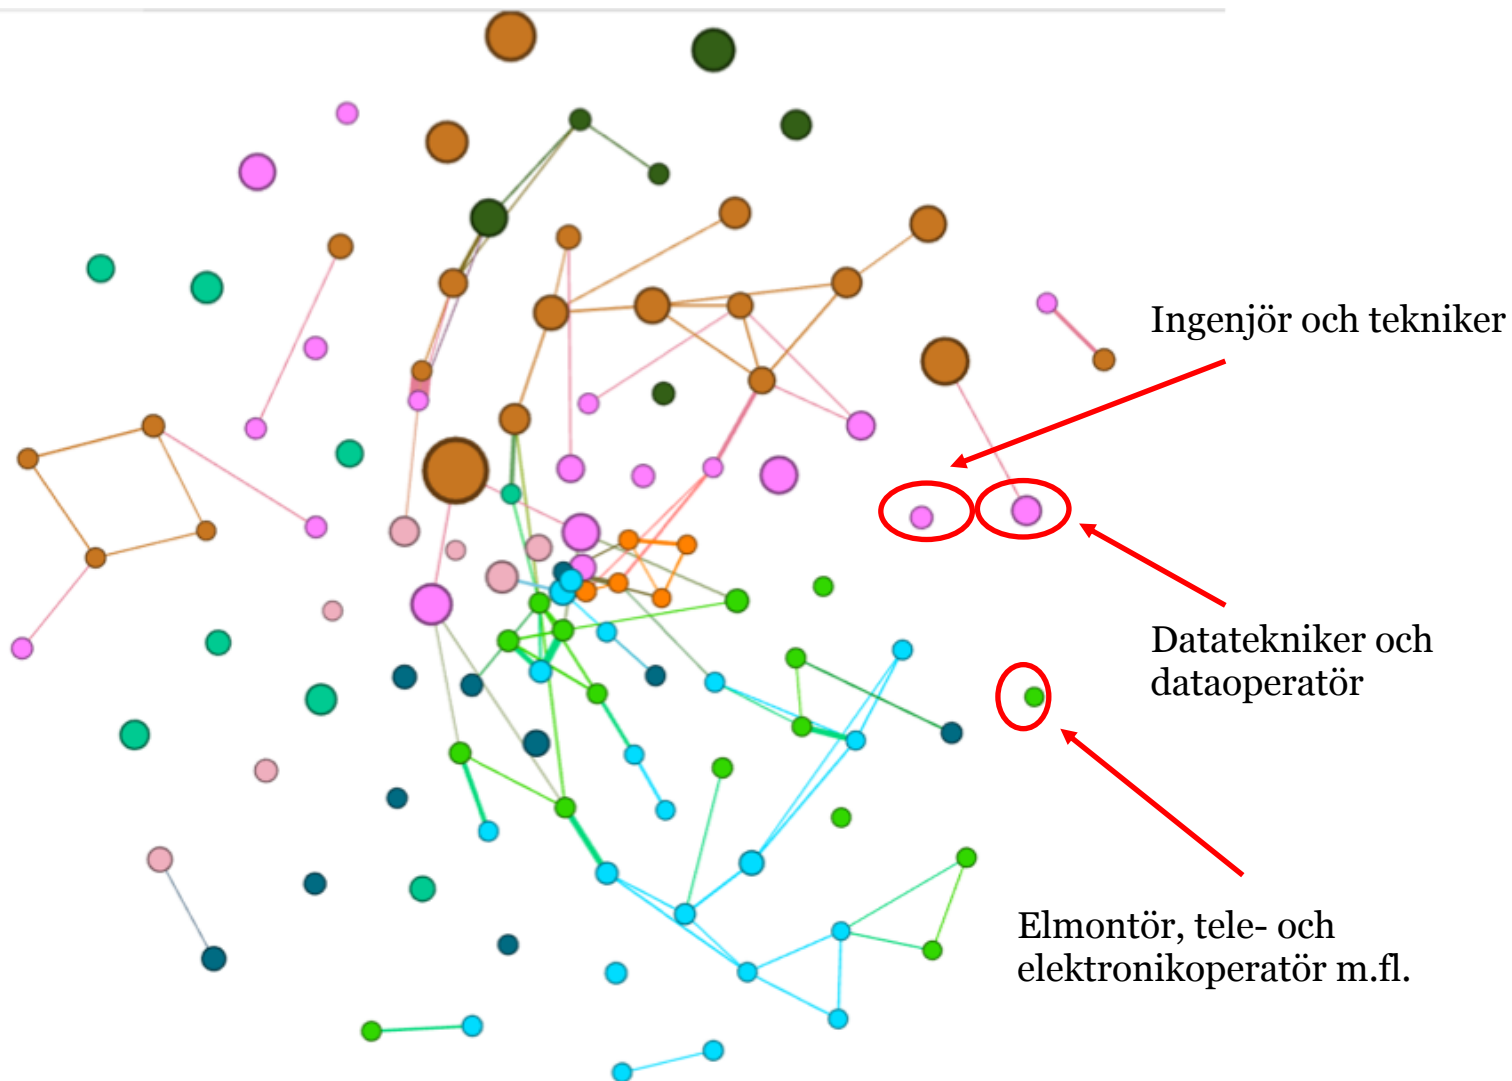 Ingenjör och tekniker
Datatekniker och
dataoperatör
Elmontör, tele- och
elektronikoperatör m.fl.